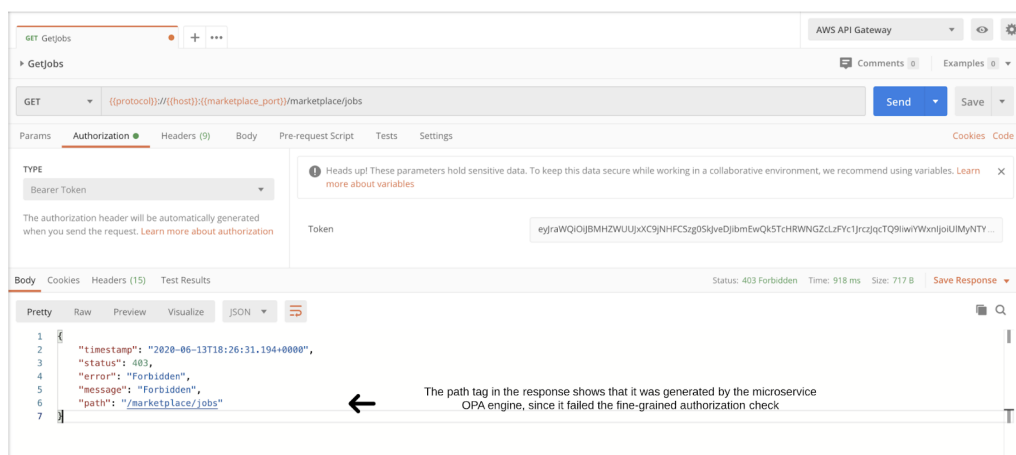 GET GetJobs
AWS API Gateway
GetJobs
Comments 0
Examples 0
GET
{{protocol}}://{{host}}:{{marketplace_port}}/marketplace/jobs
Send
Save
Params
Authorization
Headers (9)
Body
Pre-request Script
Tests
Settings
Cookies Code
TYPE
Bearer Token
The authorization header will be automatically generated
when you send the request. Learn more about authorization
Heads up! These parameters hold sensitive data. To keep this data secure while working in a collaborative environment, we recommend using variables. Learn
more about variables
Token
Body Cookies Headers (15) Test Results
Status: 403 Forbidden Time: 918 ms Size: 717 B Save Response
Pretty Raw Preview Visualize JSON
1 {
2 "timestamp": "2020-06-13T18:26:31.194+0000",
3 "status": 403,
4 "error": "Forbidden",
5 "message": "Forbidden",
6 "path": "/marketplace/jobs"
7 }
The path tag in the response shows that it was generated by the microservice
OPA engine, since it failed the fine-grained authorization check